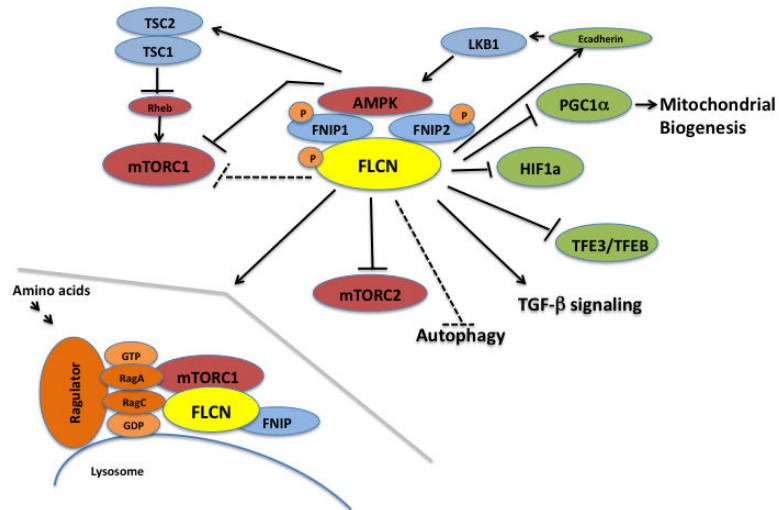 TSC2
TSC1
Rheb
mTORC1
LKB1
Ecadherin
AMPK
P
FNIP1
FNIP2
P
P
FLCN
PGC1α
Mitochondrial
Biogenesis
HIF1a
TFE3/TFEB
TGF-β signaling
mTORC2
Autophagy
Amino acids
Ragulator
GTP
RagA
RagC
GDP
mTORC1
FLCN
FNIP
Lysosome